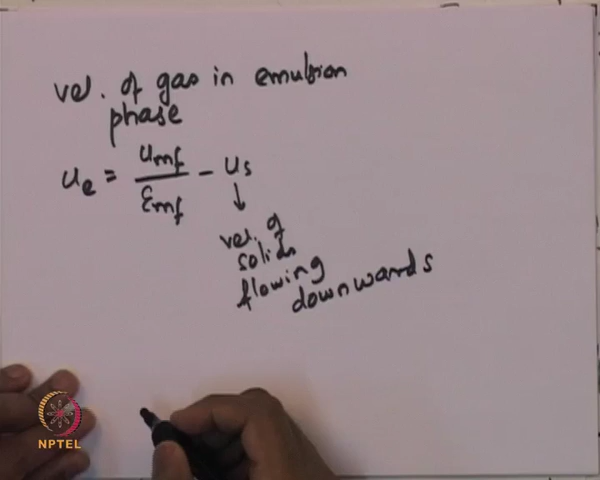 vel. of gas in emulsion
phase
ue = umf / εmf - us
↓
vel. of
solids
flowing
downwards
NPTEL